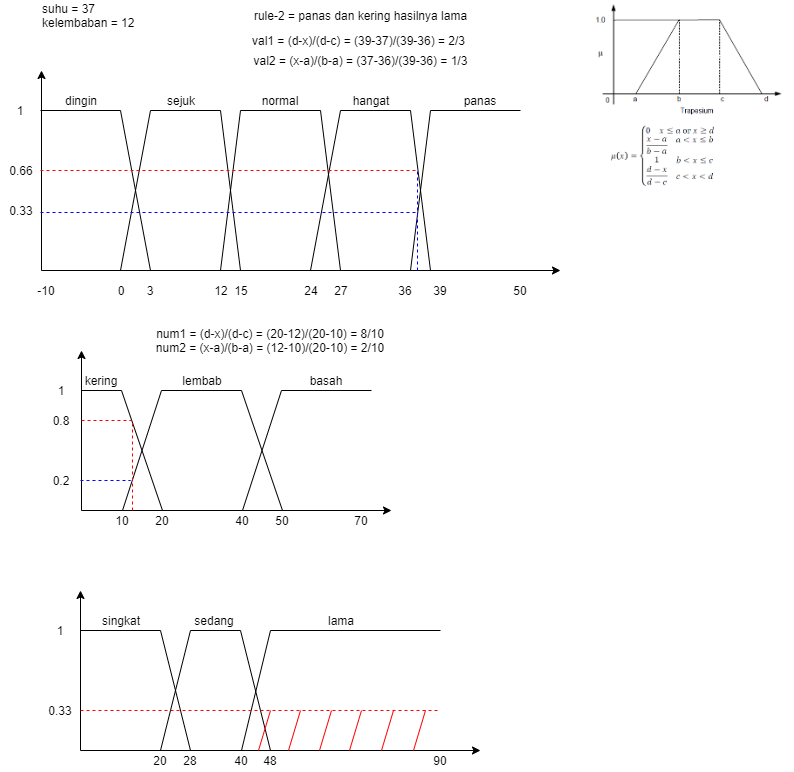 suhu = 37
kelembaban = 12
rule-2 = panas dan kering hasilnya lama
val1 = (d-x)/(d-c) = (39-37)/(39-36) = 2/3
val2 = (x-a)/(b-a) = (37-36)/(39-36) = 1/3
dingin sejuk normal hangat panas
1
0.66
0.33
-10 0 3 12 15 24 27 36 39 50
1.0
μ
0 a b c d
Trapesium
μ(x) = { 0 x ≤ a or x ≥ d
x − a / b − a a < x ≤ b
1 b < x ≤ c
d − x / d − c c < x < d
num1 = (d-x)/(d-c) = (20-12)/(20-10) = 8/10
num2 = (x-a)/(b-a) = (12-10)/(20-10) = 2/10
kering lembab basah
1
0.8
0.2
10 20 40 50 70
singkat sedang lama
1
0.33
20 28 40 48 90